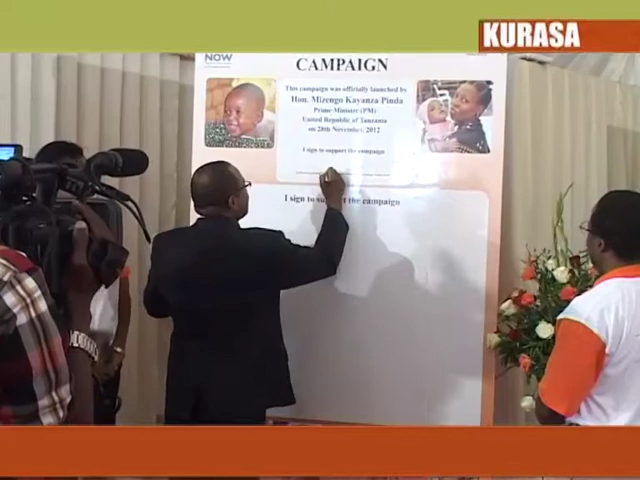 KURASA
NOW
CAMPAIGN
This campaign was officially launched by
Hon. Mizengo Kayanza Pinda
Prime Minister (PM)
United Republic of Tanzania
on 28th November, 2012
I sign to support the campaign
I sign to support the campaign